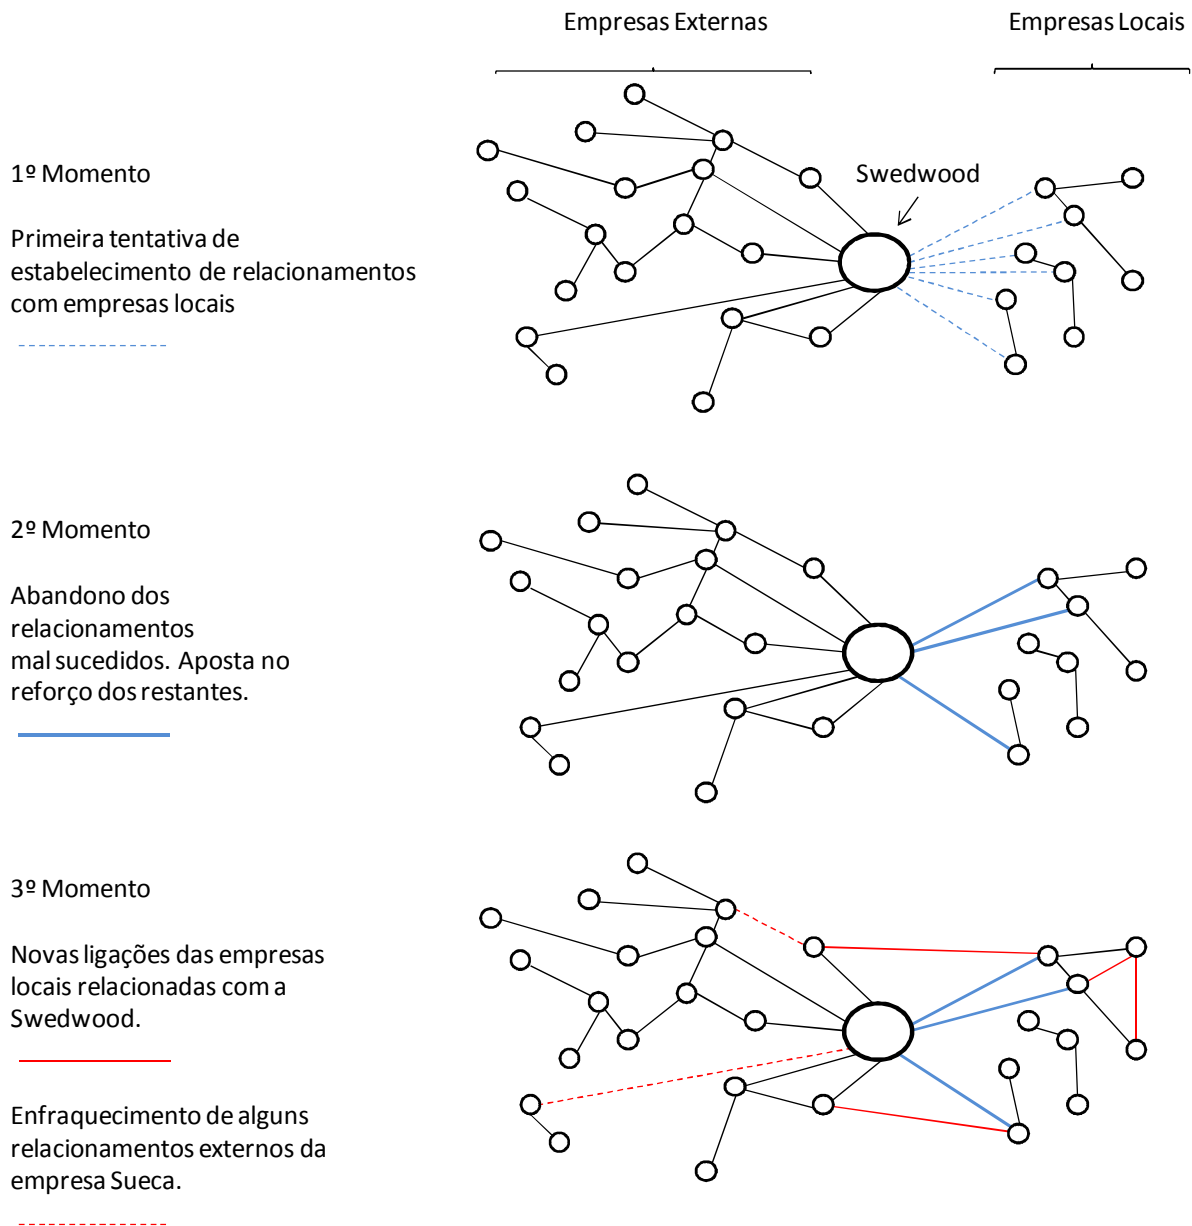 Empresas Externas
Empresas Locais
1º Momento
Swedwood
Primeira tentativa de
estabelecimento de relacionamentos
com empresas locais
2º Momento
Abandono dos
relacionamentos
mal sucedidos. Aposta no
reforço dos restantes.
3º Momento
Novas ligações das empresas
locais relacionadas com a
Swedwood.
Enfraquecimento de alguns
relacionamentos externos da
empresa Sueca.